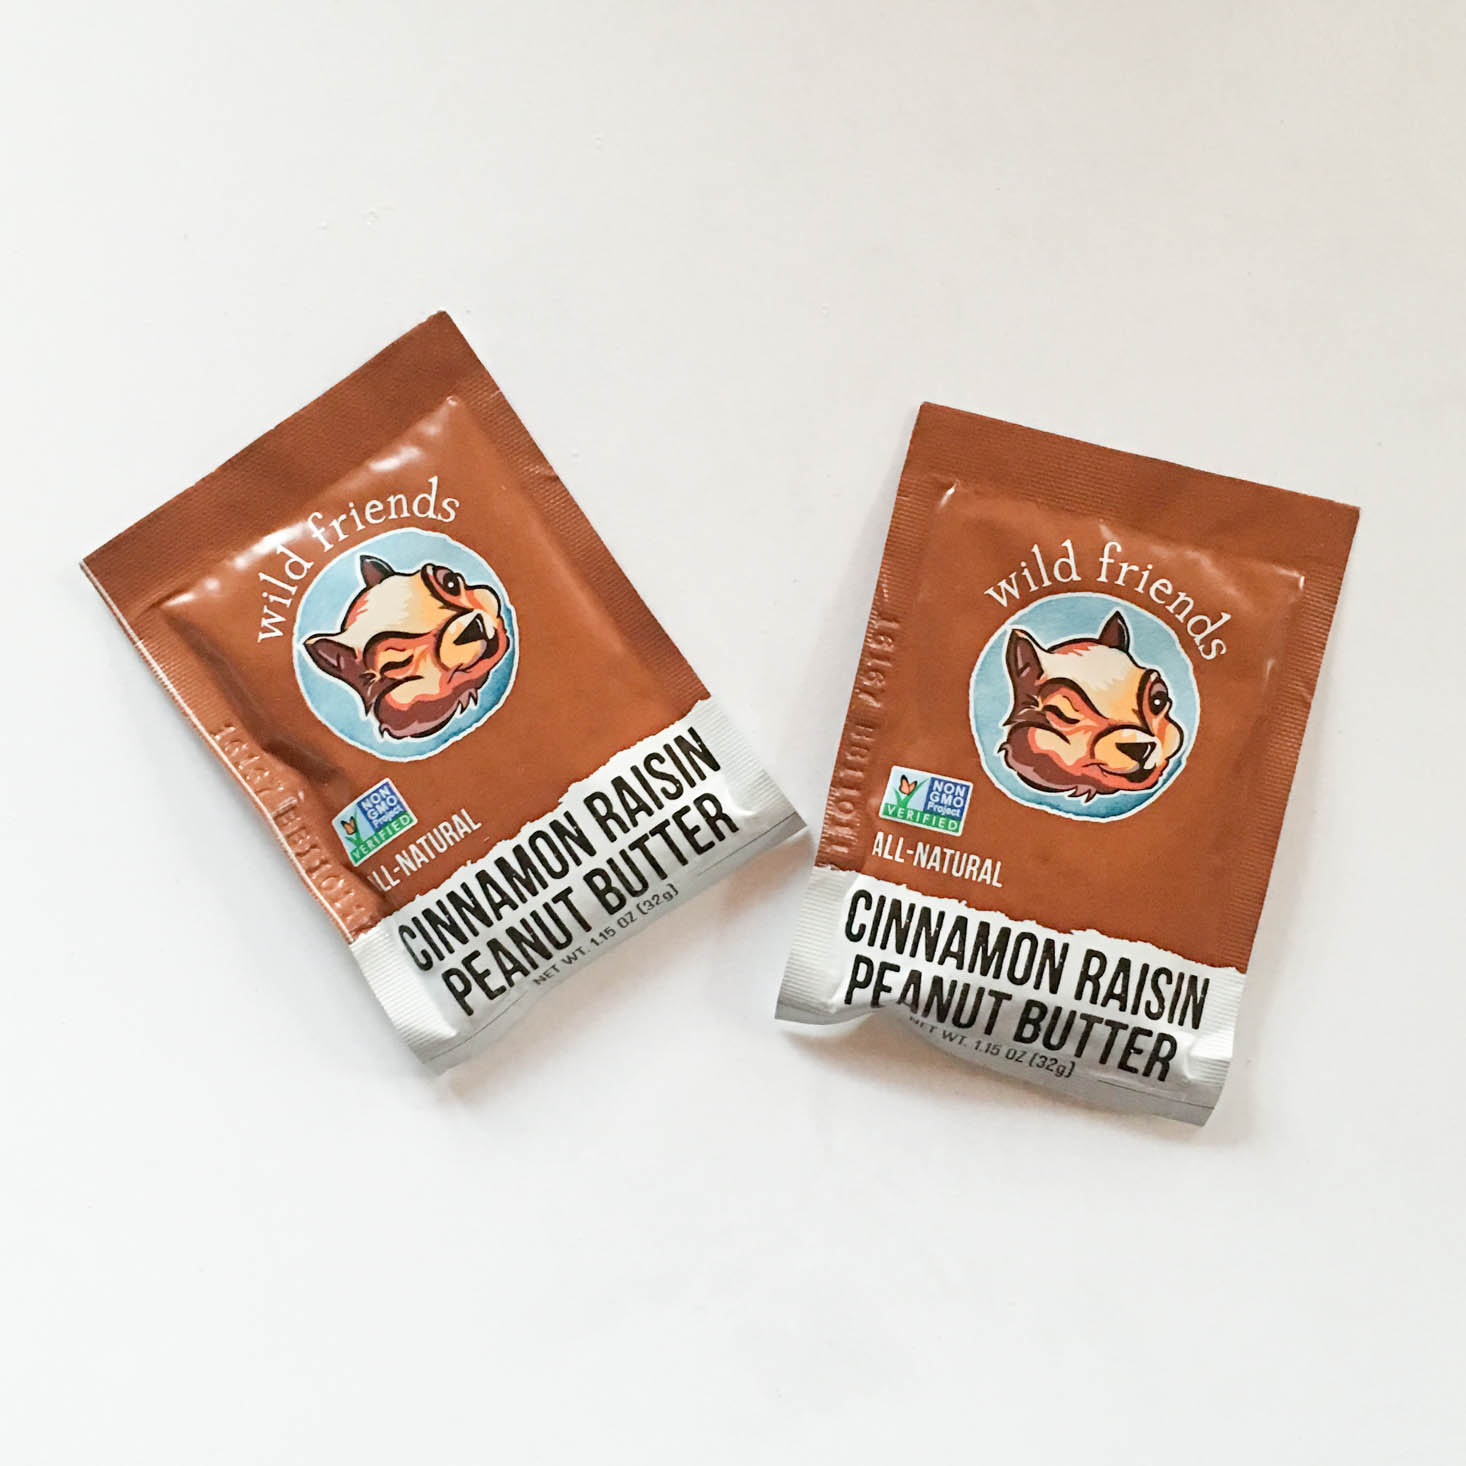 wild friends
NON
GMO
Project
VERIFIED
ALL-NATURAL
CINNAMON RAISIN
PEANUT BUTTER
NET WT. 1.15 OZ (32g)
wild friends
NON
GMO
Project
VERIFIED
ALL-NATURAL
CINNAMON RAISIN
PEANUT BUTTER
NET WT. 1.15 OZ (32g)